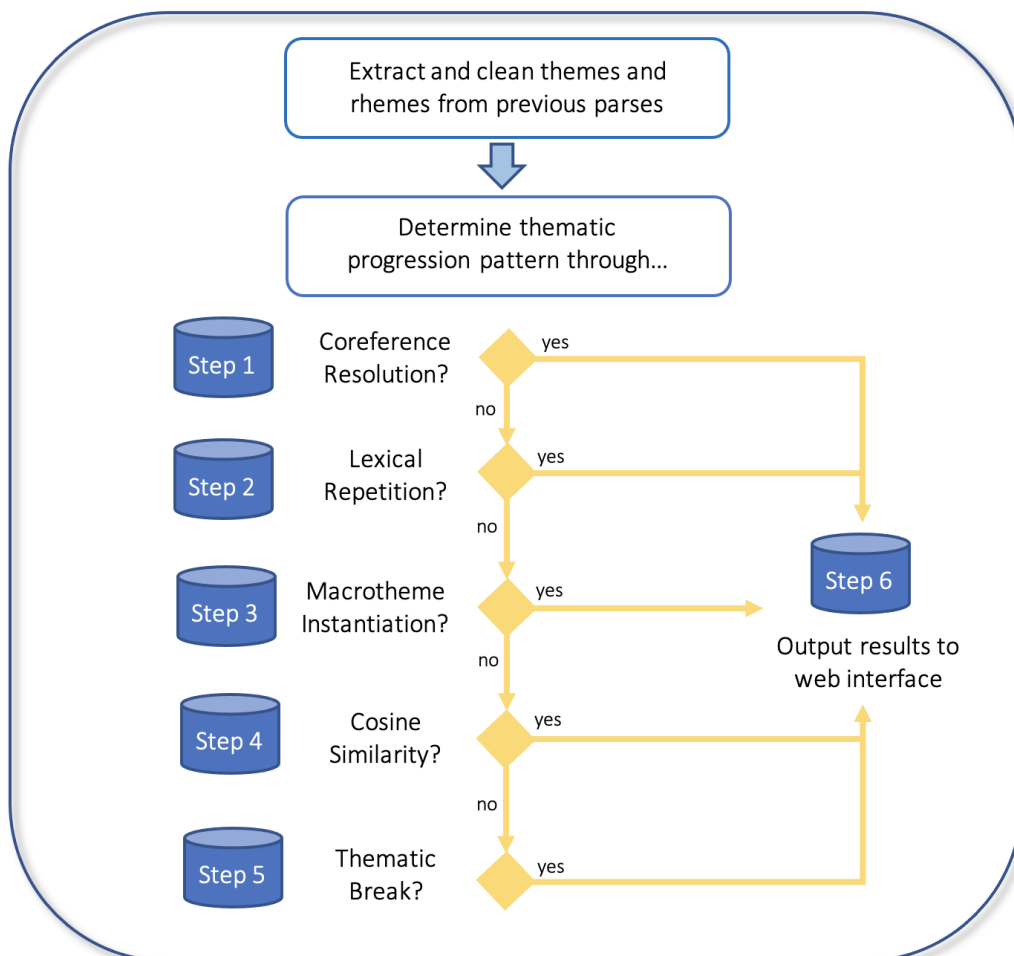 Extract and clean themes and
rhemes from previous parses
Determine thematic
progression pattern through...
Step 1
Coreference
Resolution?
yes
no
Step 2
Lexical
Repetition?
yes
no
Step 3
Macrotheme
Instantiation?
yes
no
Step 4
Cosine
Similarity?
yes
no
Step 5
Thematic
Break?
yes
Step 6
Output results to
web interface